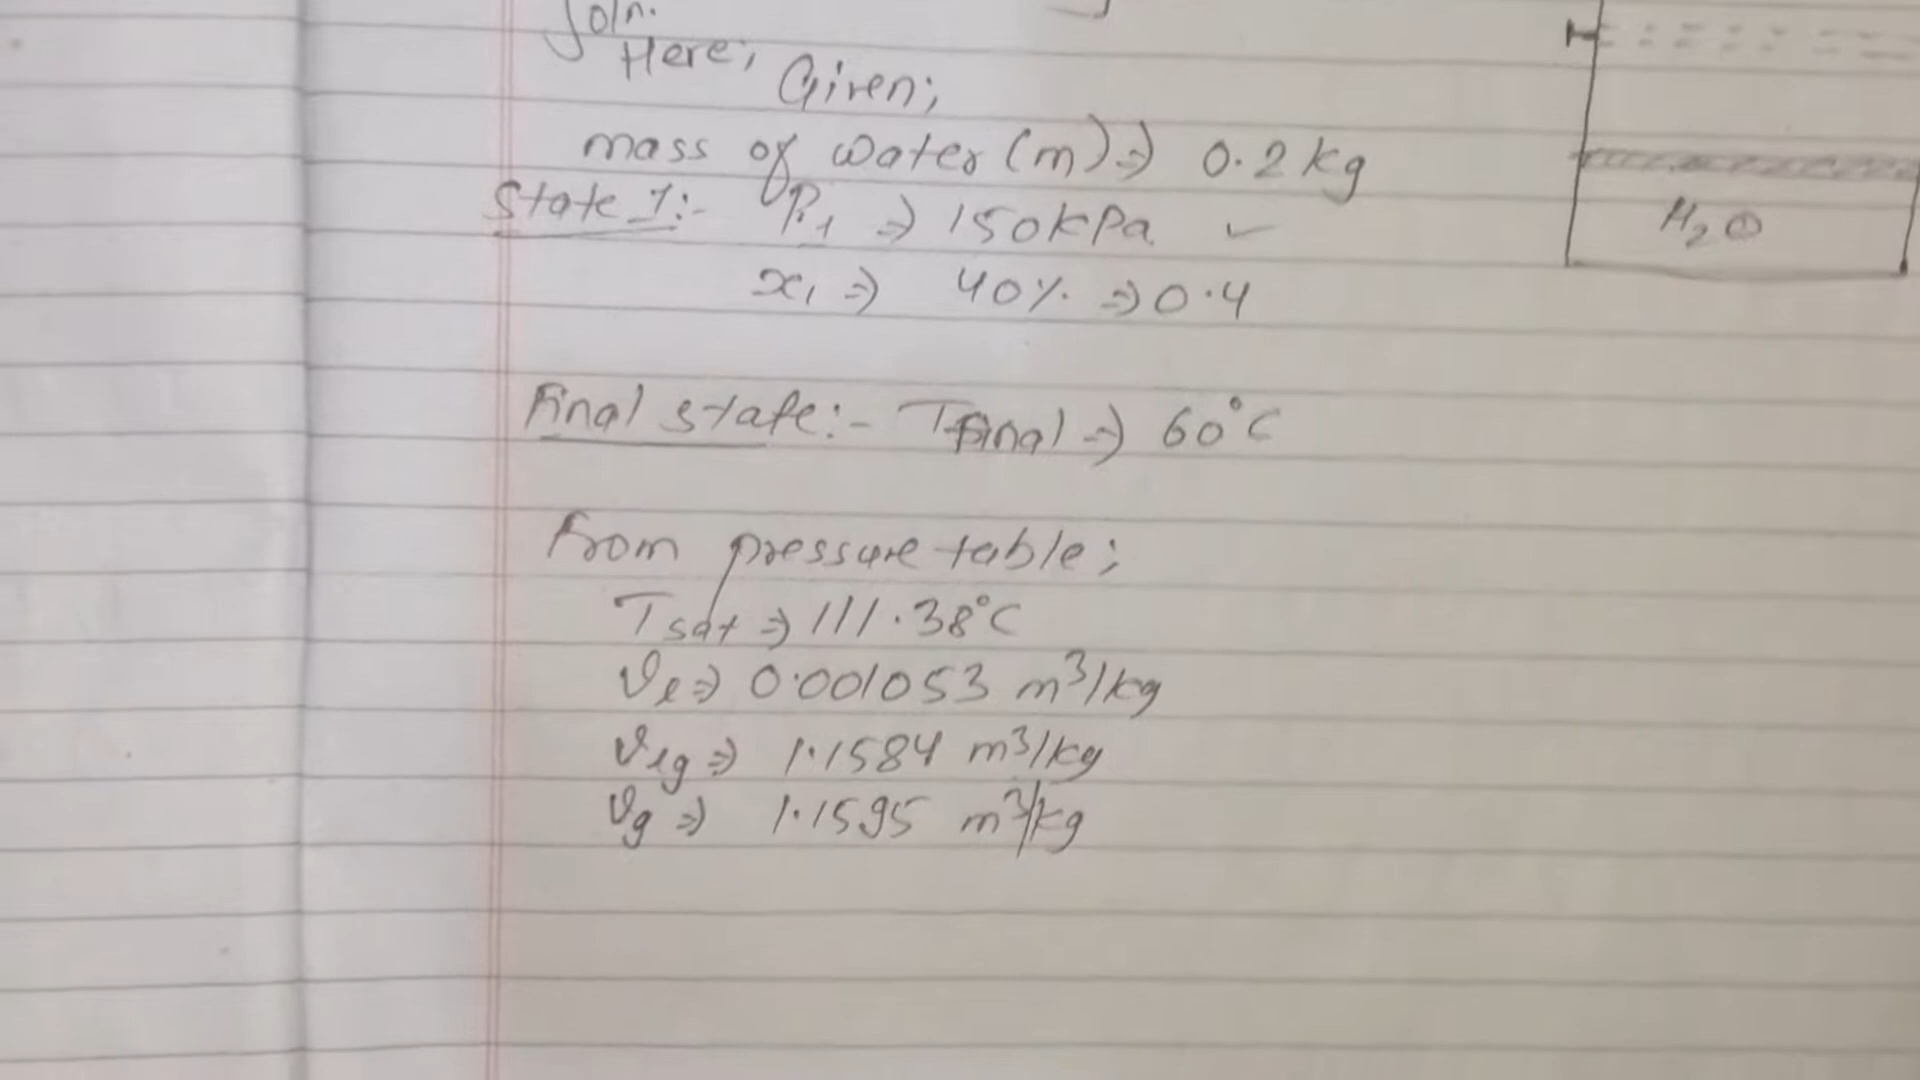 Soln.
Here, Given;
mass of water (m) ⇒ 0.2 kg
State 1:- P1 ⇒ 150kPa ✓
x1 ⇒ 40% ⇒ 0.4
Final state:- Tfinal ⇒ 60°C
From pressure table;
Tsat ⇒ 111.38°C
vl ⇒ 0.001053 m³/kg
vlg ⇒ 1.1584 m³/kg
vg ⇒ 1.1595 m³/kg
H2O